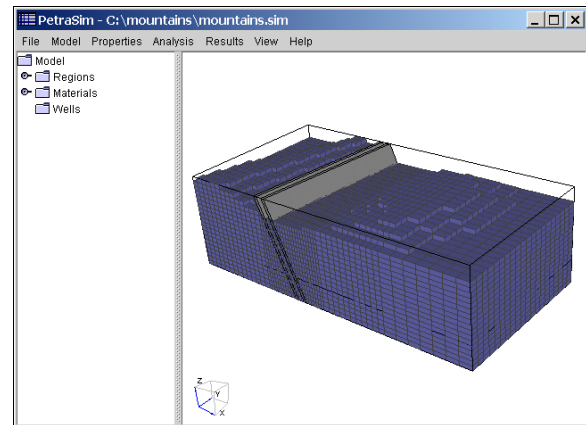 PetraSim - C:\mountains\mountains.sim
File Model Properties Analysis Results View Help
Model
Regions
Materials
Wells
Z
Y
X